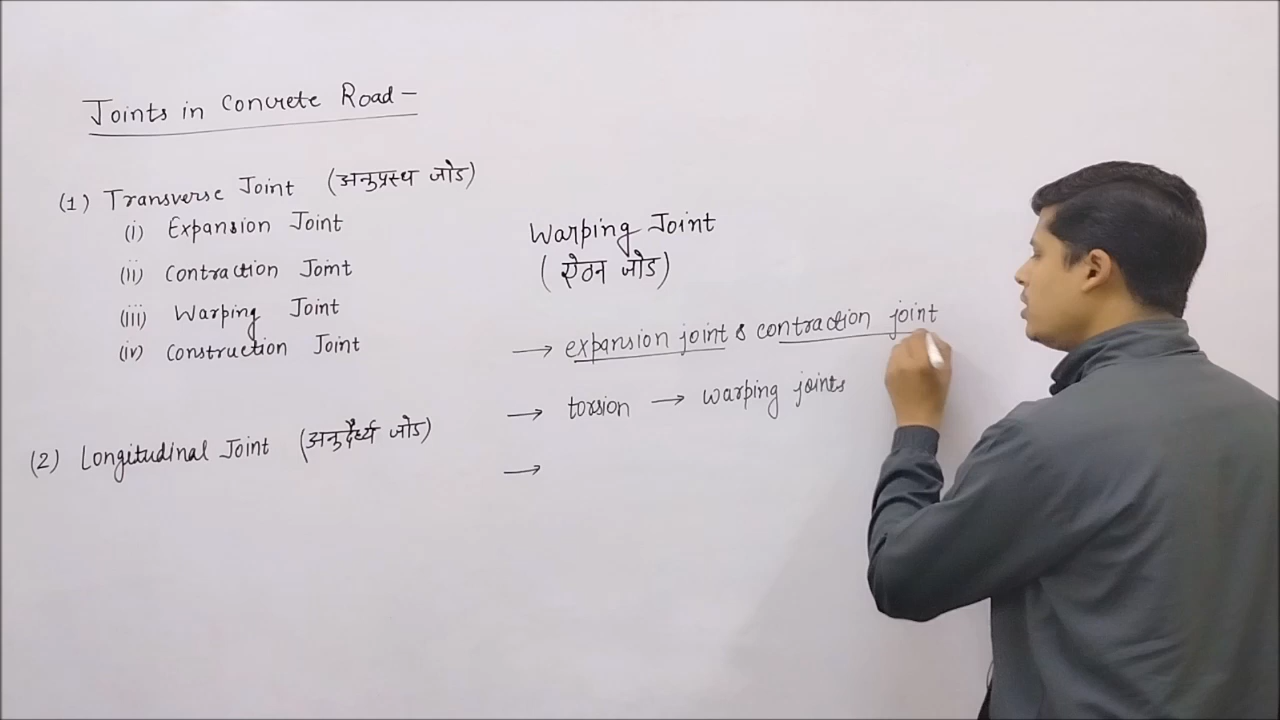 Joints in Concrete Road -
(1) Transverse Joint (अनुप्रस्थ जोड)
(i) Expansion Joint
(ii) Contraction Joint
(iii) Warping Joint
(iv) Construction Joint
(2) Longitudinal Joint (अनुदैर्ध्य जोड)
Warping Joint
(ऐठन जोड)
→ expansion joint & contraction joint
→ torsion → warping joints
→